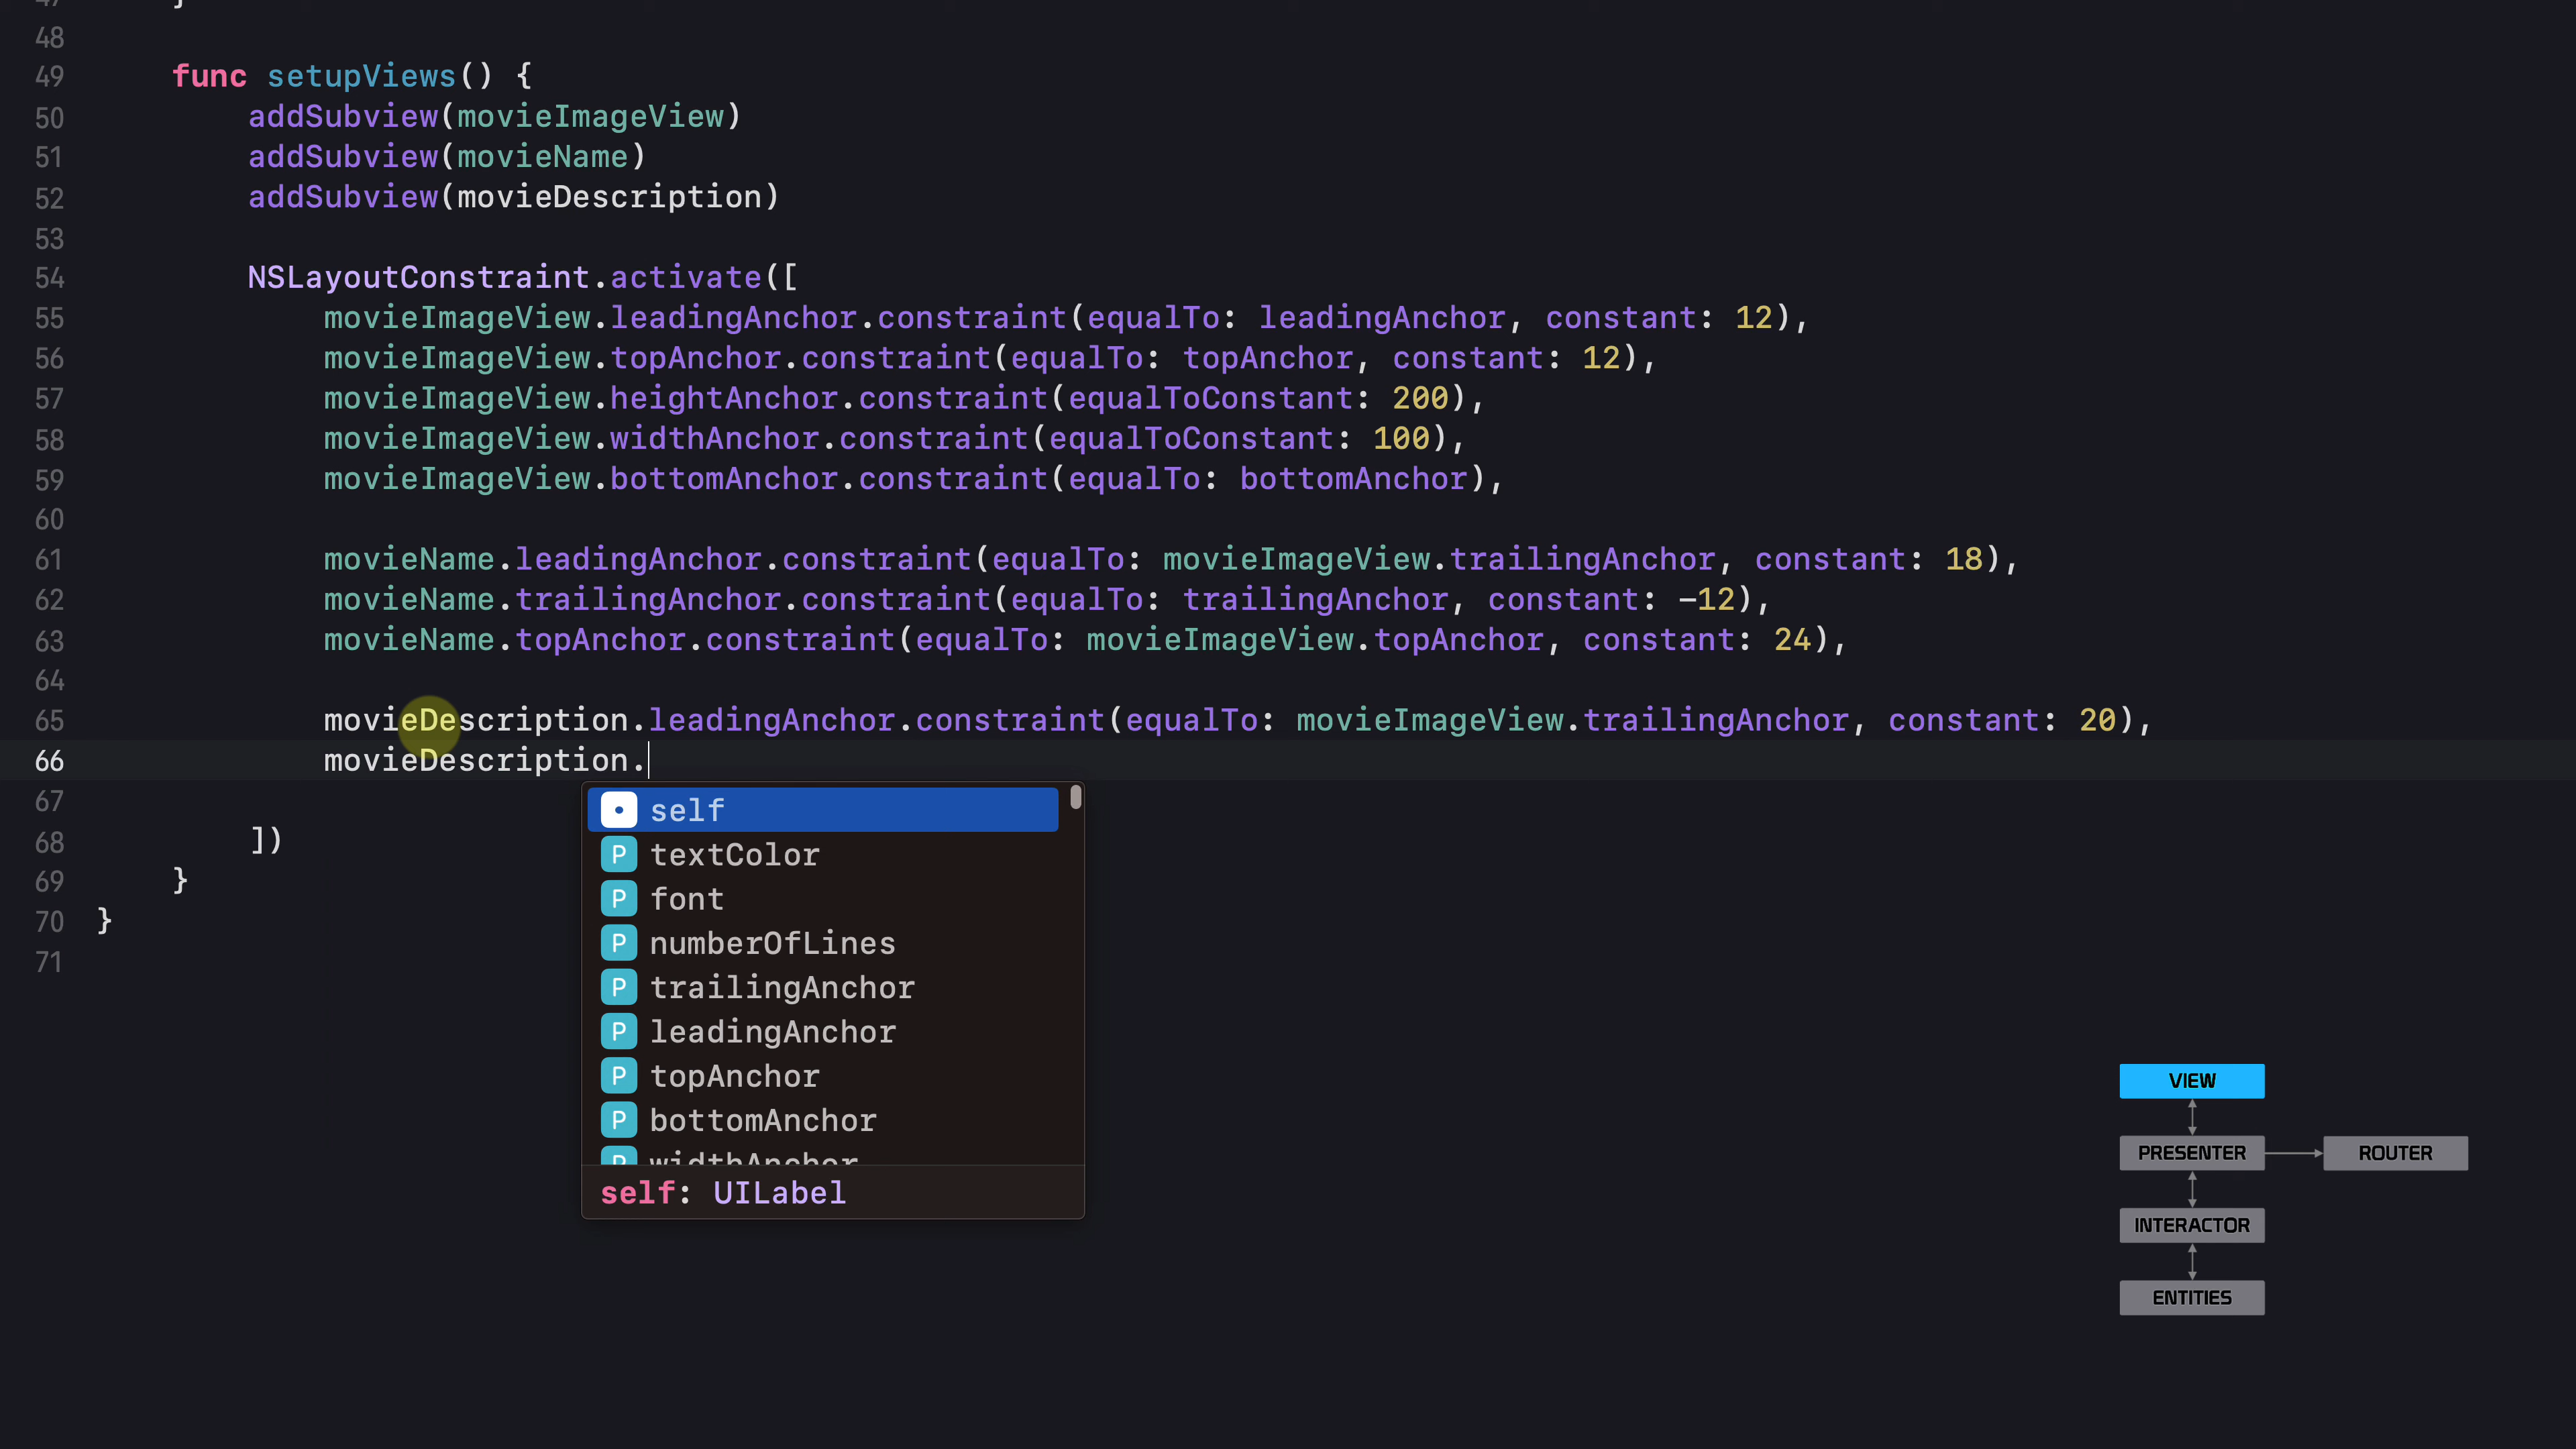 47 }
48
49 func setupViews() {
50 addSubview(movieImageView)
51 addSubview(movieName)
52 addSubview(movieDescription)
53
54 NSLayoutConstraint.activate([
55 movieImageView.leadingAnchor.constraint(equalTo: leadingAnchor, constant: 12),
56 movieImageView.topAnchor.constraint(equalTo: topAnchor, constant: 12),
57 movieImageView.heightAnchor.constraint(equalToConstant: 200),
58 movieImageView.widthAnchor.constraint(equalToConstant: 100),
59 movieImageView.bottomAnchor.constraint(equalTo: bottomAnchor),
60
61 movieName.leadingAnchor.constraint(equalTo: movieImageView.trailingAnchor, constant: 18),
62 movieName.trailingAnchor.constraint(equalTo: trailingAnchor, constant: -12),
63 movieName.topAnchor.constraint(equalTo: movieImageView.topAnchor, constant: 24),
64
65 movieDescription.leadingAnchor.constraint(equalTo: movieImageView.trailingAnchor, constant: 20),
66 movieDescription.
67
68 ])
69 }
70 }
71
self
P textColor
P font
P numberOfLines
P trailingAnchor
P leadingAnchor
P topAnchor
P bottomAnchor
P widthAnchor
self: UILabel
VIEW
PRESENTER
ROUTER
INTERACTOR
ENTITIES